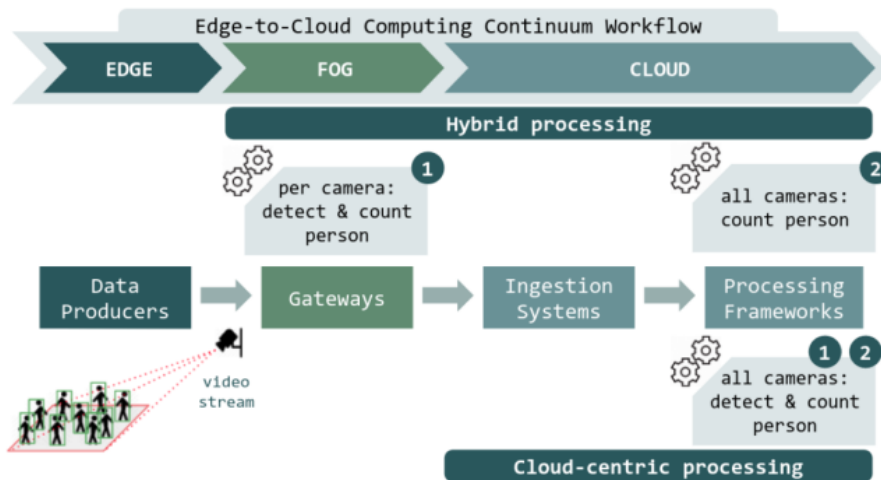 Edge-to-Cloud Computing Continuum Workflow
EDGE
FOG
CLOUD
Hybrid processing
1
per camera:
detect & count
person
2
all cameras:
count person
Data
Producers
Gateways
Ingestion
Systems
Processing
Frameworks
video
stream
1
2
all cameras:
detect & count
person
Cloud-centric processing